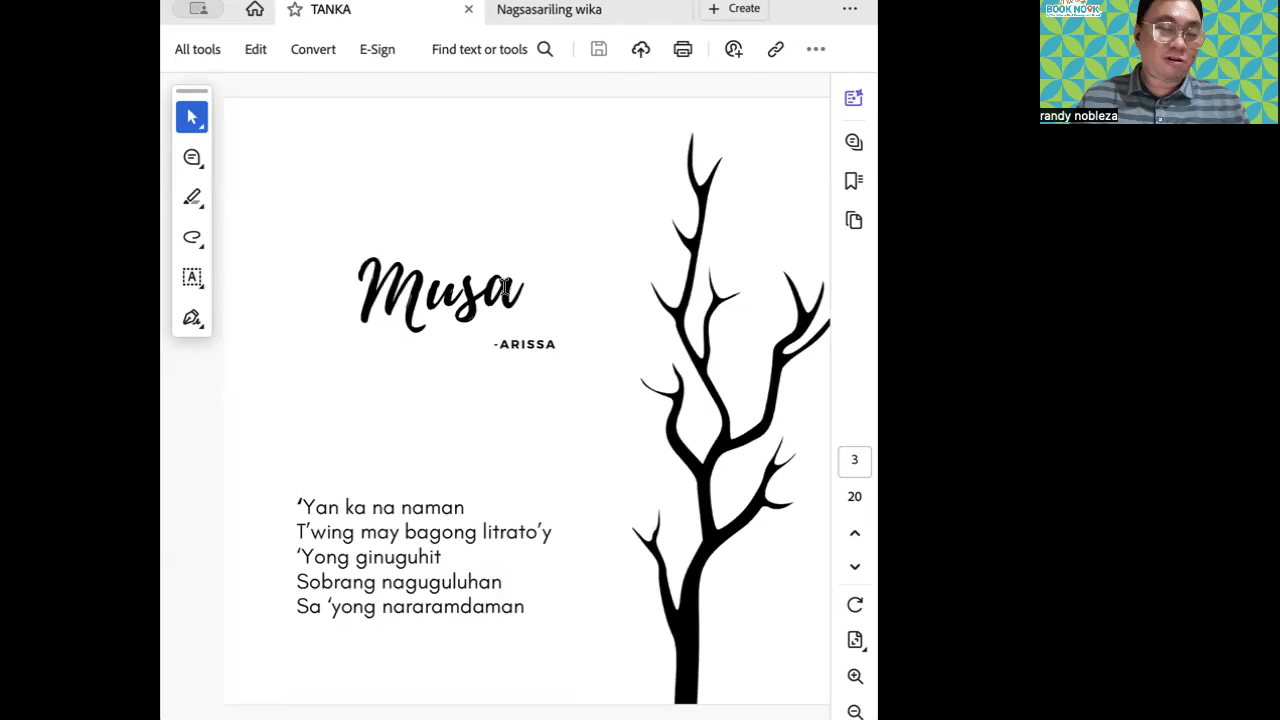 TANKA
Nagsasariling wika
Create
All tools
Edit
Convert
E-Sign
Find text or tools
BOOK NOOK
randy nobleza
Musa
-ARISSA
‘Yan ka na naman
T’wing may bagong litrato’y
‘Yong ginuguhit
Sobrang naguguluhan
Sa ‘yong nararamdaman
3
20